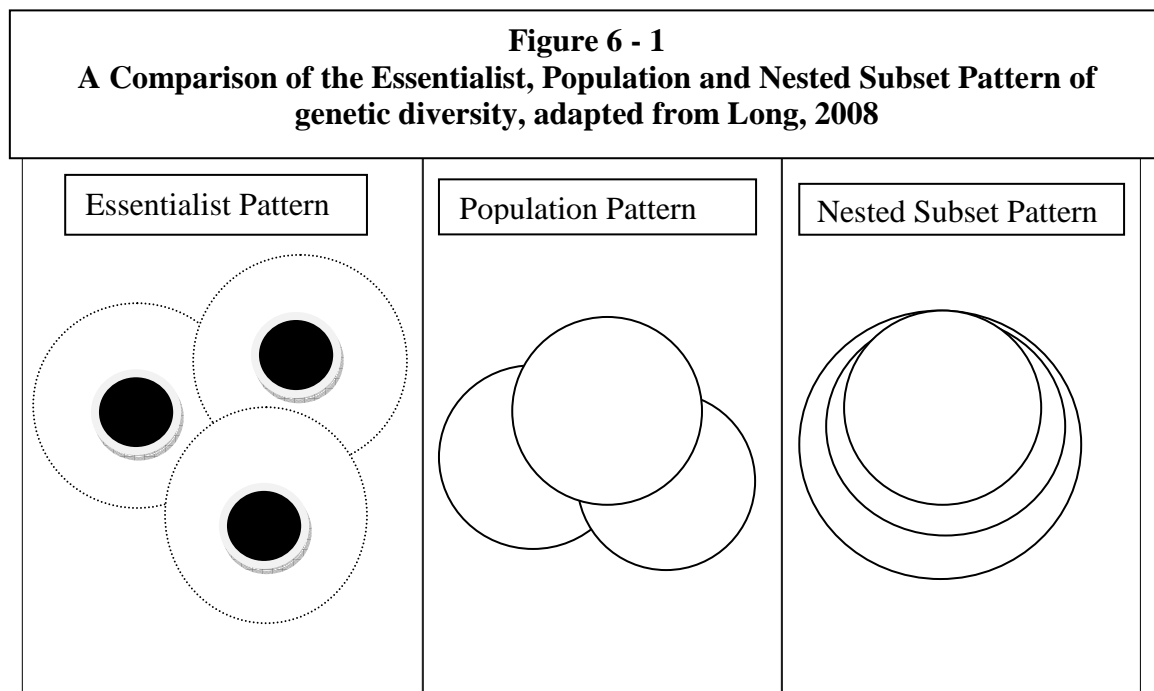 Figure 6 - 1
A Comparison of the Essentialist, Population and Nested Subset Pattern of
genetic diversity, adapted from Long, 2008
Essentialist Pattern
Population Pattern
Nested Subset Pattern